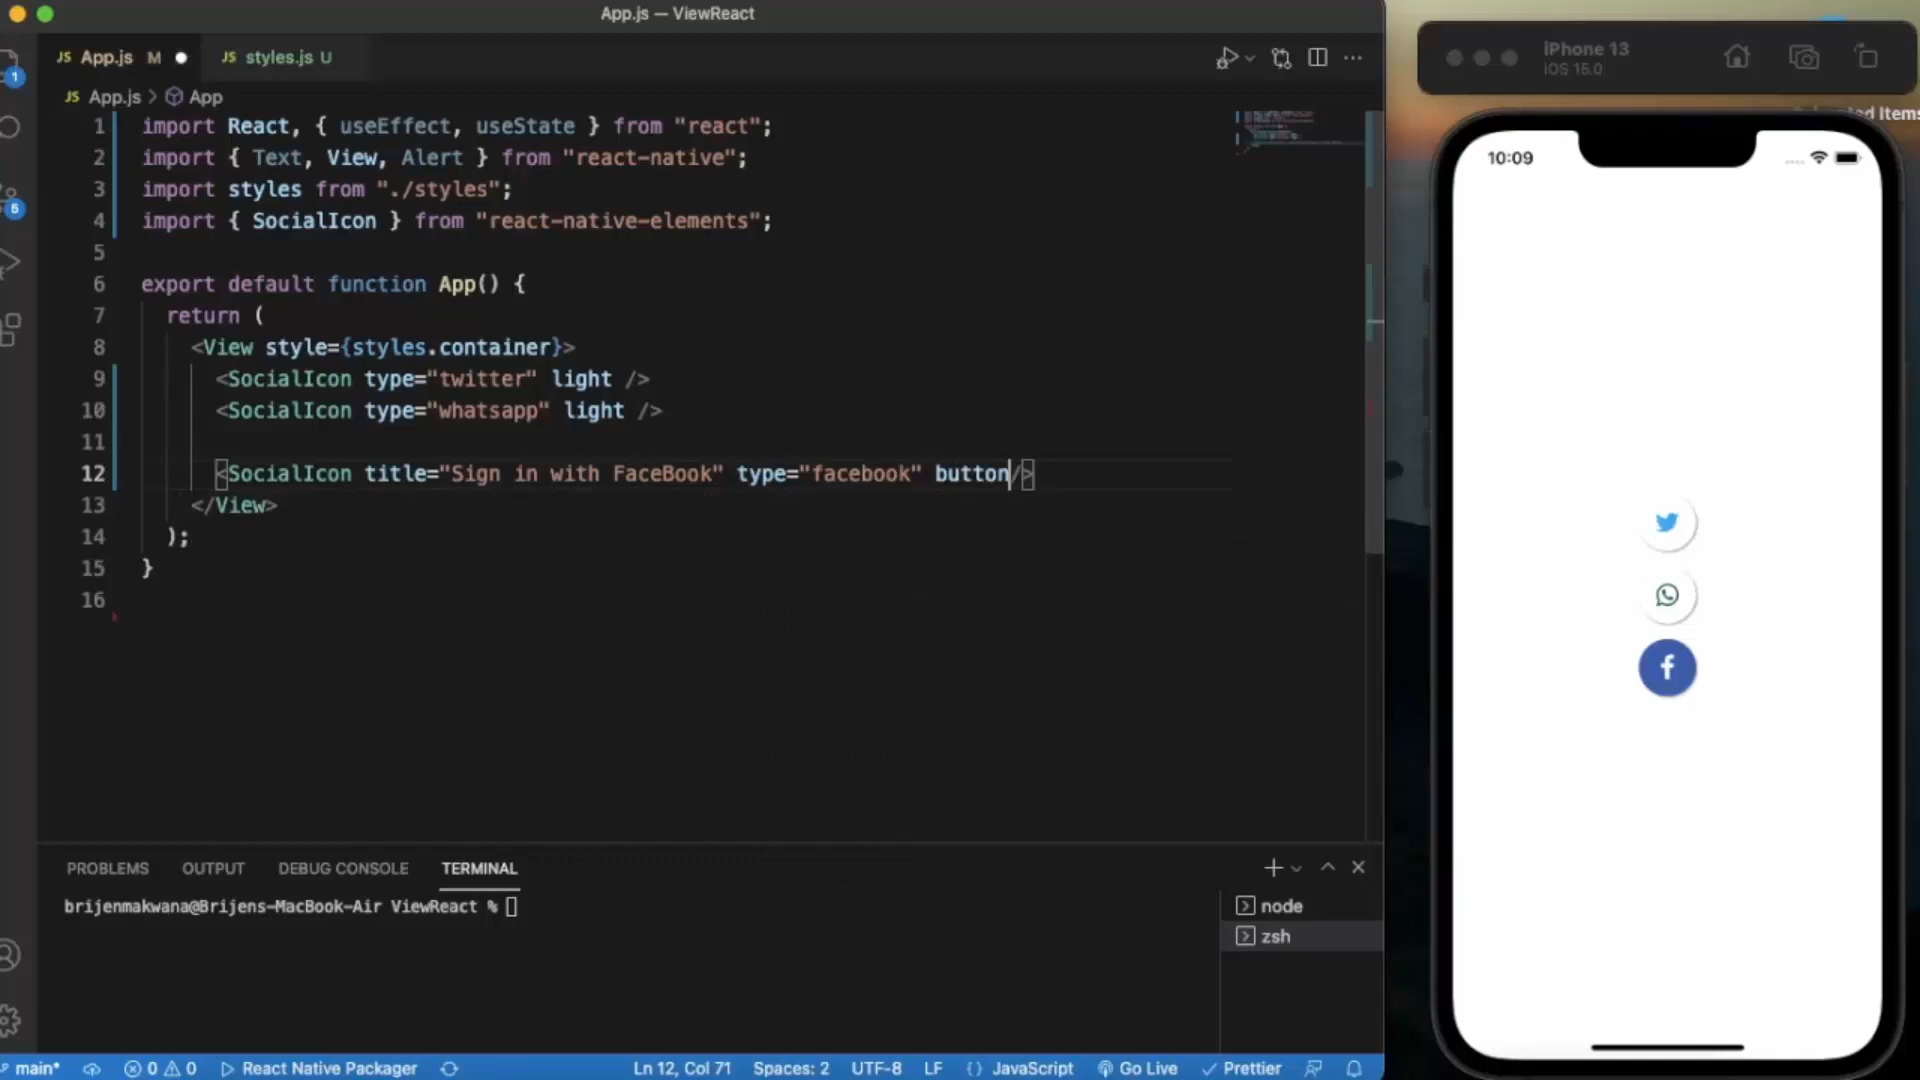 App.js — ViewReact
JS App.js M
JS styles.js U
JS App.js > App
1 import React, { useEffect, useState } from "react";
2 import { Text, View, Alert } from "react-native";
3 import styles from "./styles";
4 import { SocialIcon } from "react-native-elements";
5
6 export default function App() {
7 return (
8 <View style={styles.container}>
9 <SocialIcon type="twitter" light />
10 <SocialIcon type="whatsapp" light />
11
12 <SocialIcon title="Sign in with FaceBook" type="facebook" button/>
13 </View>
14 );
15 }
16
1
6
PROBLEMS OUTPUT DEBUG CONSOLE TERMINAL
brijenmakwana@Brijens-MacBook-Air ViewReact %
node
zsh
main* 0 0 React Native Packager Ln 12, Col 71 Spaces: 2 UTF-8 LF {} JavaScript Go Live Prettier
iPhone 13
iOS 15.0
Items
10:09